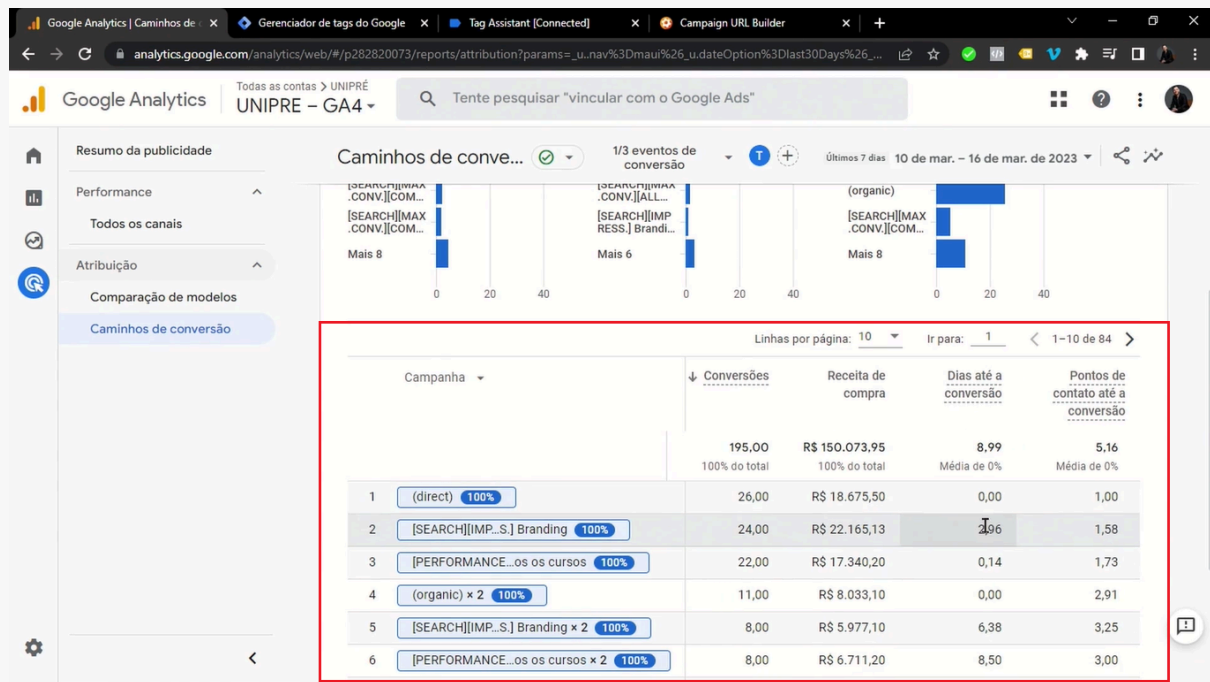 Google Analytics | Caminhos de c
Gerenciador de tags do Google
Tag Assistant [Connected]
Campaign URL Builder
analytics.google.com/analytics/web/#/p282820073/reports/attribution?params=_u..nav%3Dmaui%26_u.dateOption%3Dlast30Days%26_...
Google Analytics
Todas as contas > UNIPRÉ
UNIPRE – GA4
Tente pesquisar "vincular com o Google Ads"
Resumo da publicidade
Performance
Todos os canais
Atribuição
Comparação de modelos
Caminhos de conversão
Caminhos de conve...
1/3 eventos de
conversão
T
Últimos 7 dias 10 de mar. – 16 de mar. de 2023
[SEARCH][MAX
.CONV.][COM...
[SEARCH][MAX
.CONV.][COM...
Mais 8
0 20 40
[SEARCH][MAX
.CONV.][ALL...
[SEARCH][IMP
RESS.] Brandi...
Mais 6
0 20 40
(organic)
[SEARCH][MAX
.CONV.][COM...
Mais 8
0 20 40
Linhas por página: 10 Ir para: 1 1–10 de 84
Campanha
Conversões
Receita de
compra
Dias até a
conversão
Pontos de
contato até a
conversão
195,00 R$ 150.073,95 8,99 5,16
100% do total 100% do total Média de 0% Média de 0%
1 (direct) 100% 26,00 R$ 18.675,50 0,00 1,00
2 [SEARCH][IMP...S.] Branding 100% 24,00 R$ 22.165,13 2,96 1,58
3 [PERFORMANCE...os os cursos 100% 22,00 R$ 17.340,20 0,14 1,73
4 (organic) × 2 100% 11,00 R$ 8.033,10 0,00 2,91
5 [SEARCH][IMP...S.] Branding × 2 100% 8,00 R$ 5.977,10 6,38 3,25
6 [PERFORMANCE...os os cursos × 2 100% 8,00 R$ 6.711,20 8,50 3,00